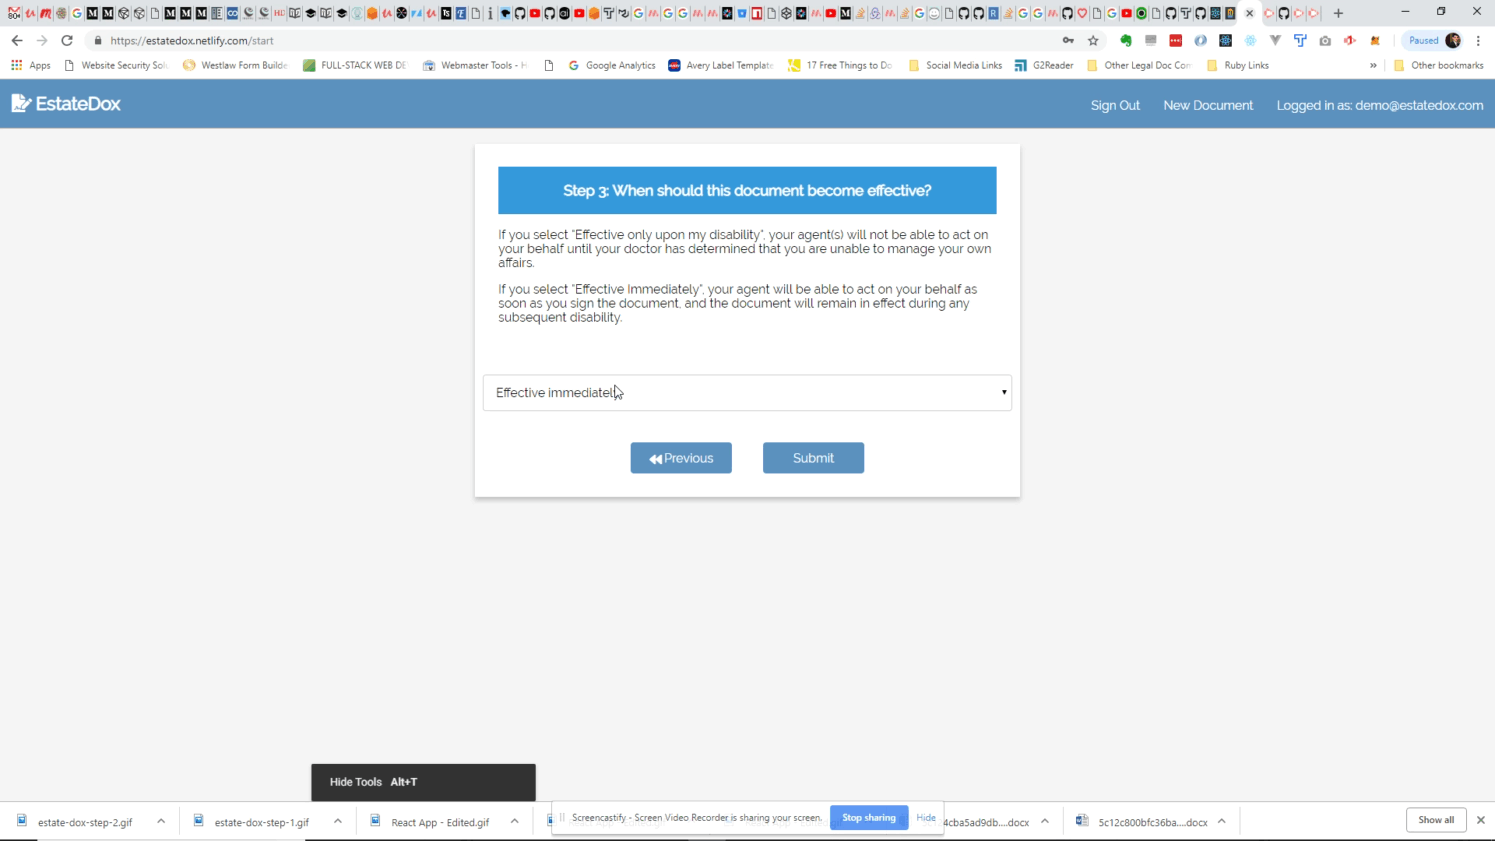 https://estatedox.netlify.com/start
Paused
Apps
Website Security Solu
Westlaw Form Builde
FULL-STACK WEB DE
Webmaster Tools - H
Google Analytics
Avery Label Template
17 Free Things to Do
Social Media Links
G2Reader
Other Legal Doc Com
Ruby Links
»
Other bookmarks
EstateDox
Sign Out
New Document
Logged in as: demo@estatedox.com
Step 3: When should this document become effective?
If you select "Effective only upon my disability", your agent(s) will not be able to act on
your behalf until your doctor has determined that you are unable to manage your own
affairs.
If you select "Effective Immediately", your agent will be able to act on your behalf as
soon as you sign the document, and the document will remain in effect during any
subsequent disability.
Effective immediately
Previous
Submit
Hide Tools Alt+T
estate-dox-step-2.gif
estate-dox-step-1.gif
React App - Edited.gif
Screencastify - Screen Video Recorder is sharing your screen.
Stop sharing
Hide
4cba5ad9db....docx
5c12c800bfc36ba....docx
Show all